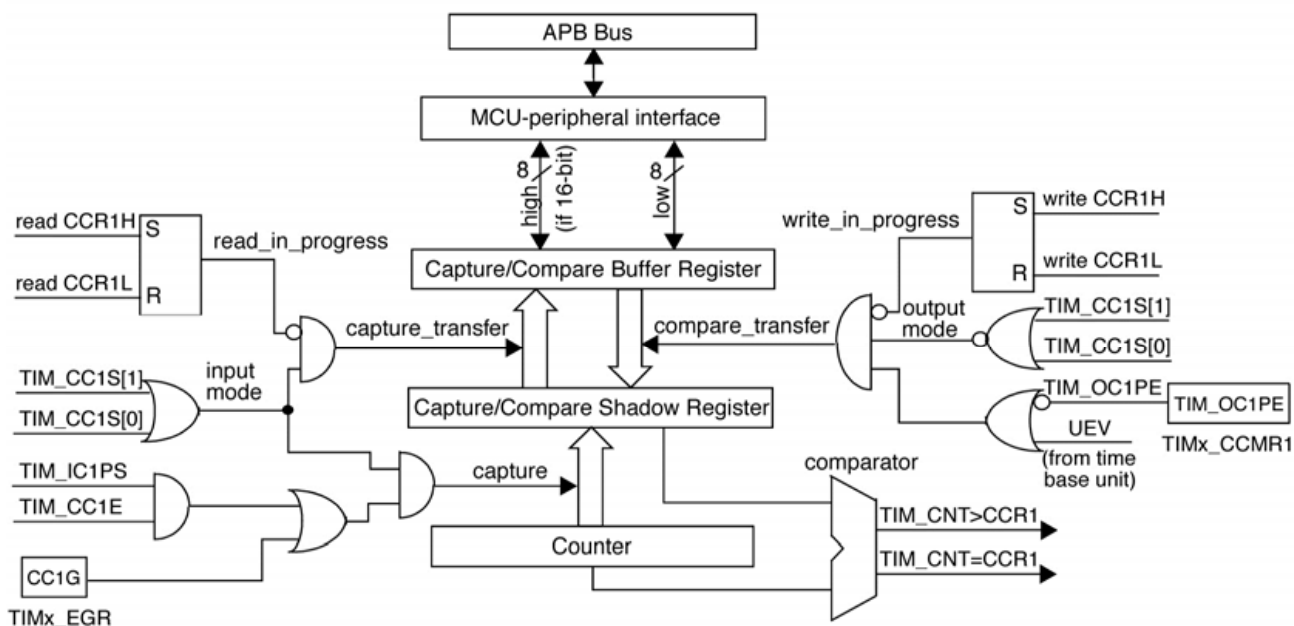 APB Bus
MCU-peripheral interface
8
high
(if 16-bit)
8
low
read CCR1H
S
read_in_progress
read CCR1L
R
write_in_progress
S
write CCR1H
R
write CCR1L
Capture/Compare Buffer Register
capture_transfer
compare_transfer
output
mode
TIM_CC1S[1]
TIM_CC1S[0]
input
mode
TIM_CC1S[1]
TIM_CC1S[0]
Capture/Compare Shadow Register
TIM_OC1PE
TIM_OC1PE
UEV
TIMx_CCMR1
(from time
base unit)
TIM_IC1PS
TIM_CC1E
capture
comparator
Counter
TIM_CNT>CCR1
TIM_CNT=CCR1
CC1G
TIMx_EGR